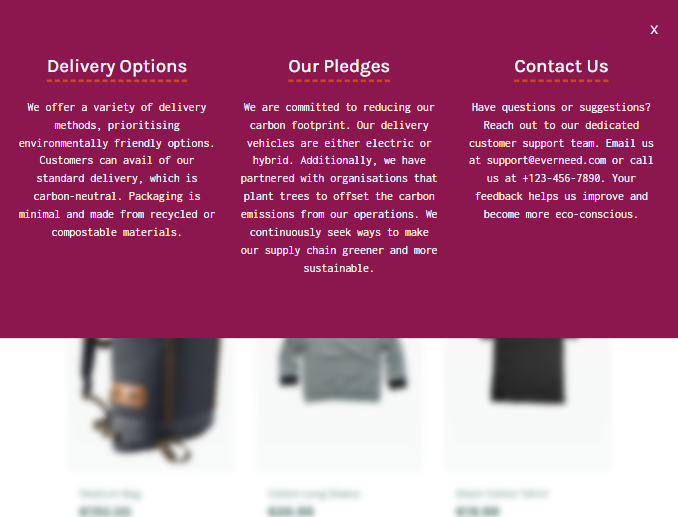 X
Delivery Options
We offer a variety of delivery
methods, prioritising
environmentally friendly options.
Customers can avail of our
standard delivery, which is
carbon-neutral. Packaging is
minimal and made from recycled or
compostable materials.
Our Pledges
We are committed to reducing our
carbon footprint. Our delivery
vehicles are either electric or
hybrid. Additionally, we have
partnered with organisations that
plant trees to offset the carbon
emissions from our operations. We
continuously seek ways to make
our supply chain greener and more
sustainable.
Contact Us
Have questions or suggestions?
Reach out to our dedicated
customer support team. Email us
at support@everneed.com or call
us at +123-456-7890. Your
feedback helps us improve and
become more eco-conscious.